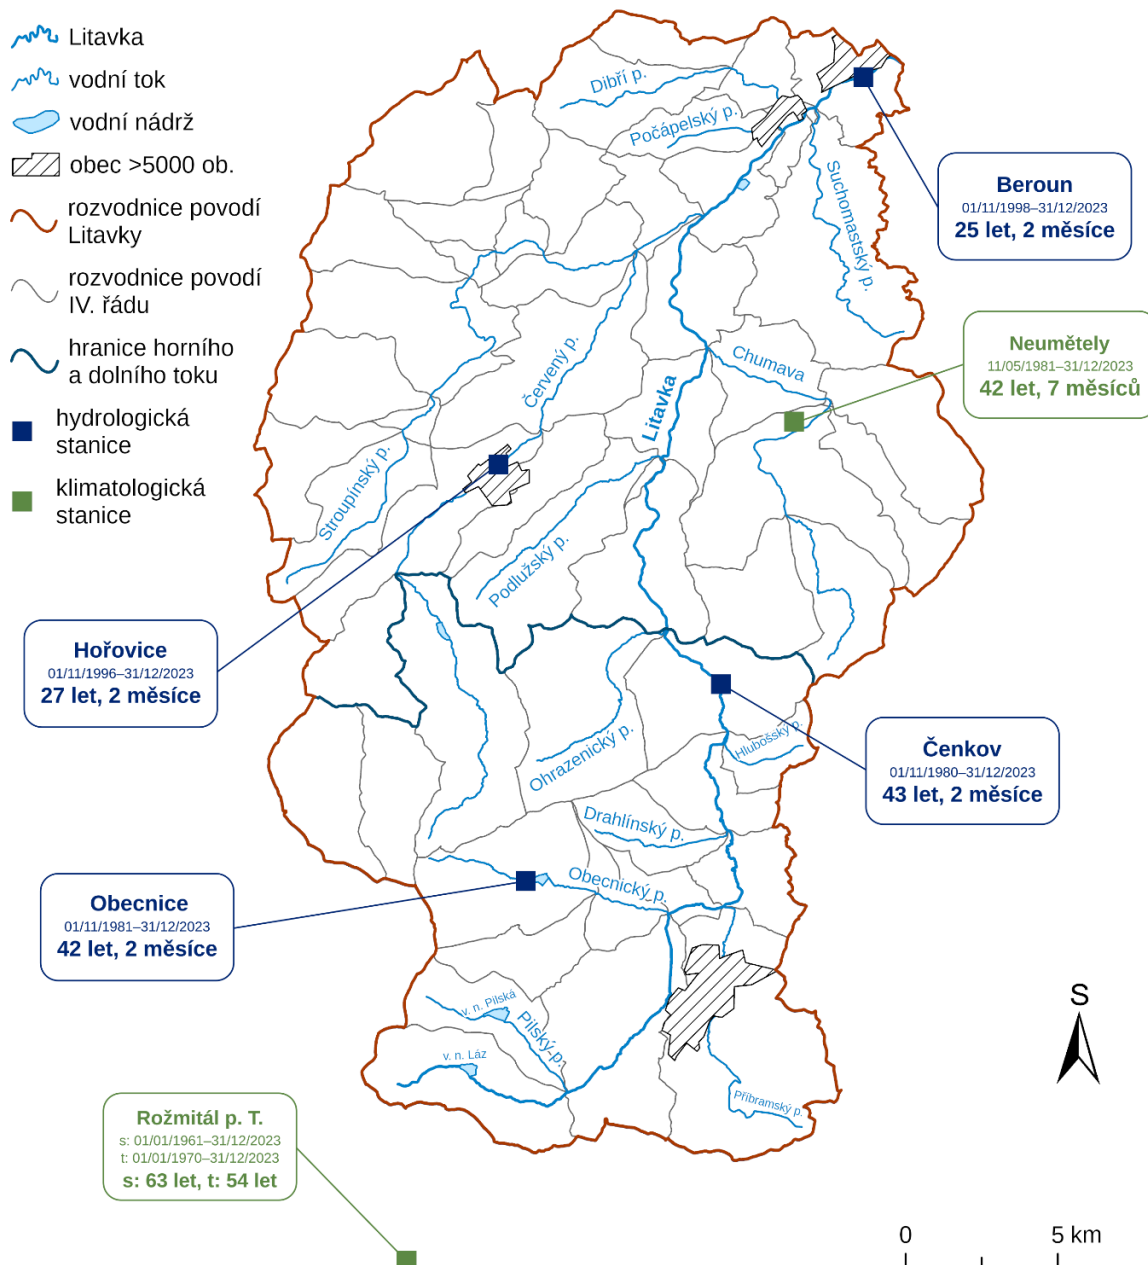 Litavka
vodní tok
vodní nádrž
obec >5000 ob.
rozvodnice povodí
Litavky
rozvodnice povodí
IV. řádu
hranice horního
a dolního toku
hydrologická
stanice
klimatologická
stanice
Dibří p.
Počápelský p.
Suchomastský p.
Beroun
01/11/1998–31/12/2023
25 let, 2 měsíce
Neumětely
11/05/1981–31/12/2023
42 let, 7 měsíců
Chumava
Červený p.
Litavka
Stroupínský p.
Podlužský p.
Hořovice
01/11/1996–31/12/2023
27 let, 2 měsíce
Ohrazenický p.
Hlubošský p.
Čenkov
01/11/1980–31/12/2023
43 let, 2 měsíce
Drahlínský p.
Obecnický p.
Obecnice
01/11/1981–31/12/2023
42 let, 2 měsíce
v. n. Pilská
Pilský p.
v. n. Láz
Příbramský p.
S
Rožmitál p. T.
s: 01/01/1961–31/12/2023
t: 01/01/1970–31/12/2023
s: 63 let, t: 54 let
0 5 km